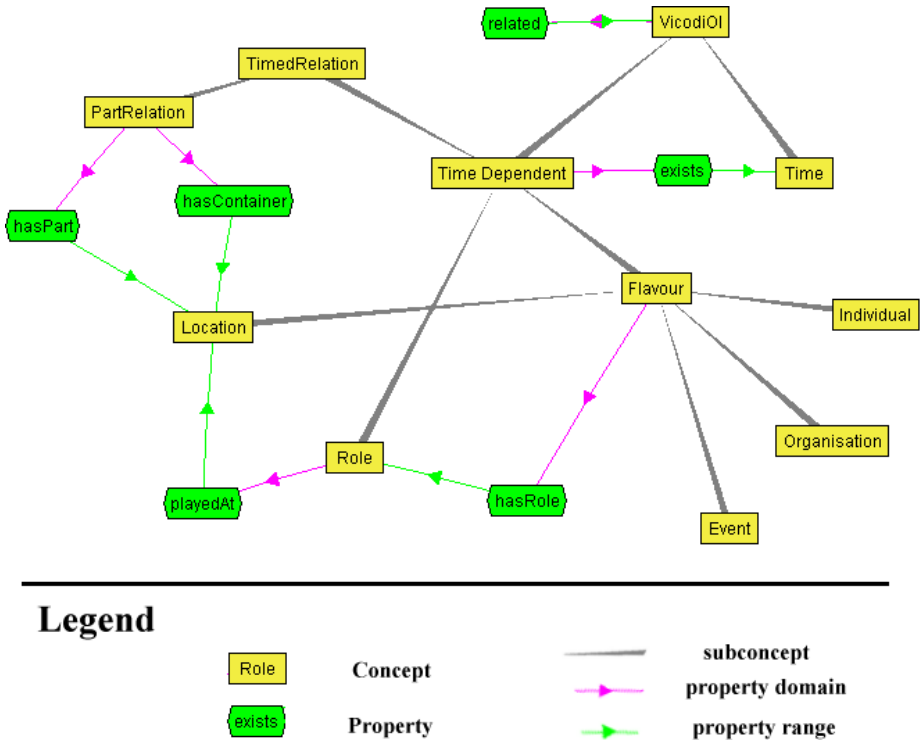 related
VicodiOI
TimedRelation
PartRelation
Time Dependent
exists
Time
hasContainer
hasPart
Flavour
Individual
Location
Organisation
Role
hasRole
playedAt
Event
Legend
Role
Concept
subconcept
property domain
exists
Property
property range